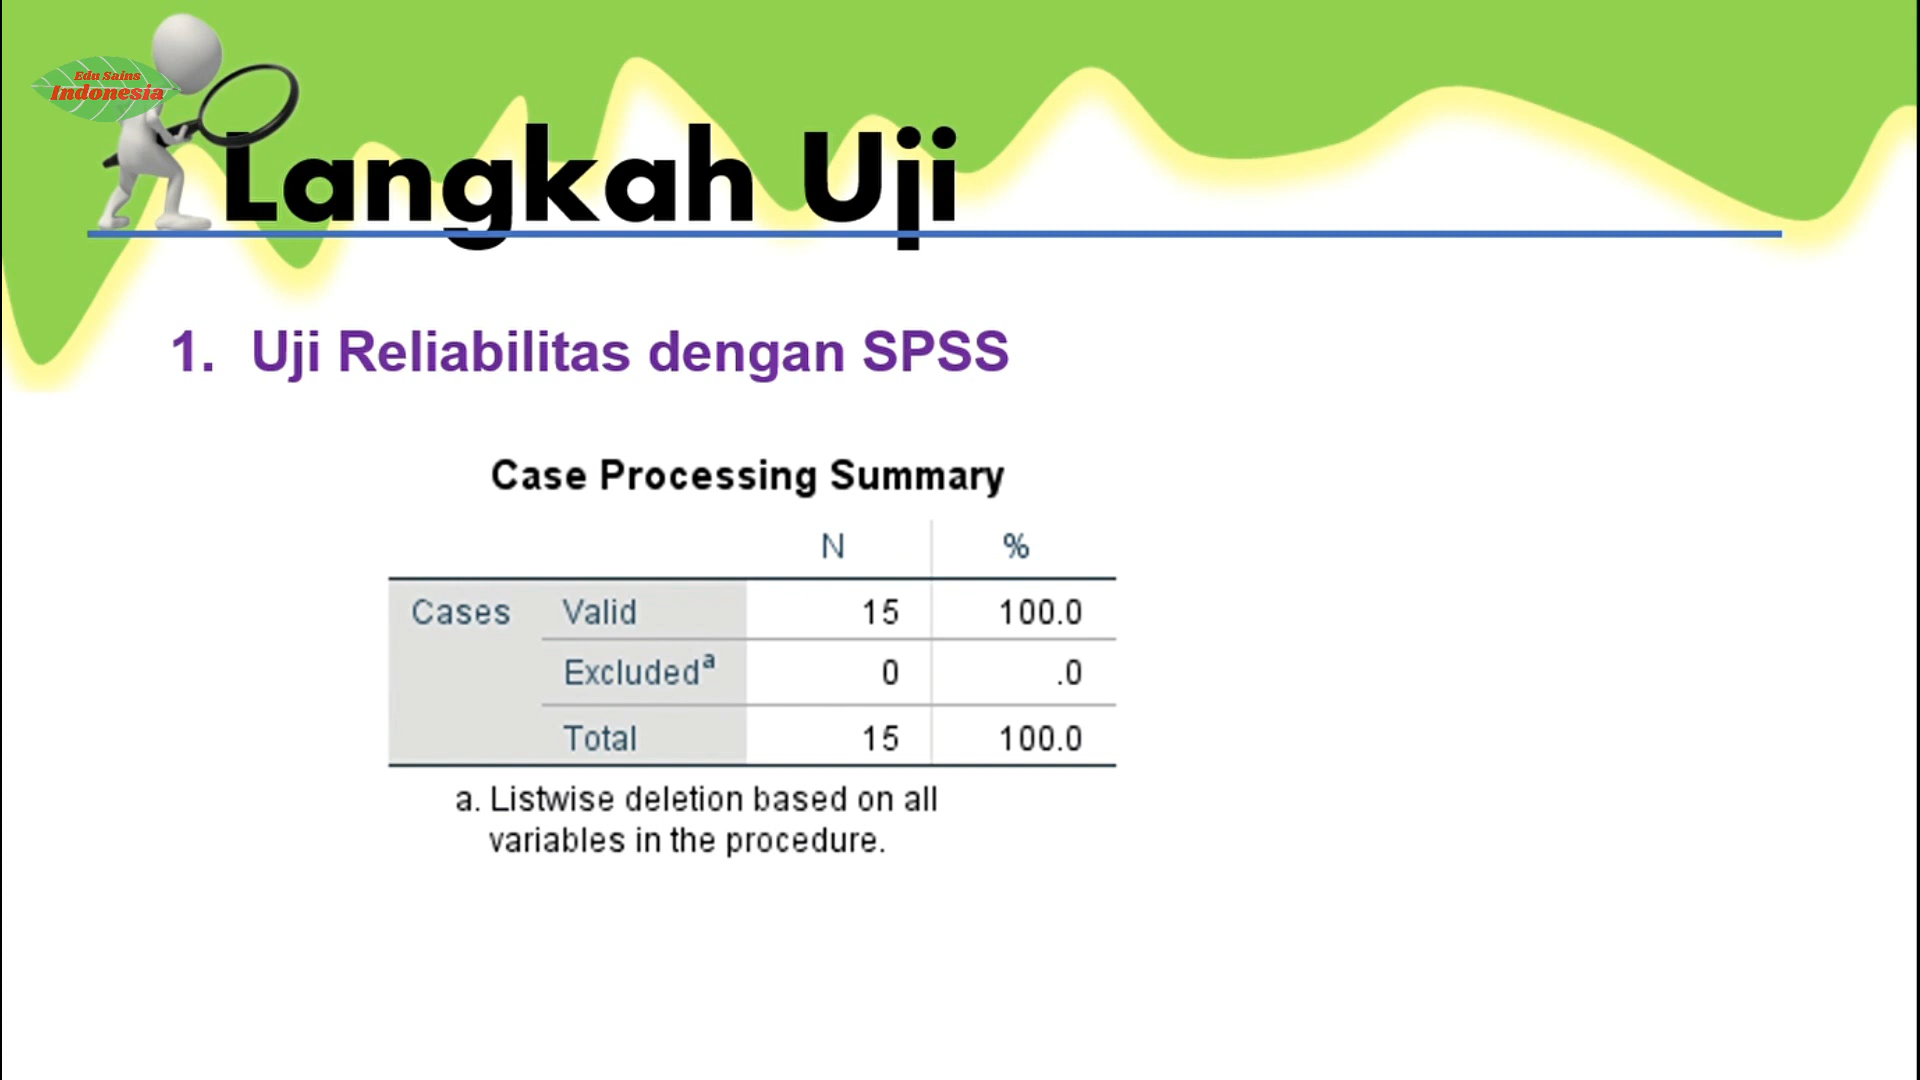 Edu Sains
Indonesia
Langkah Uji
1. Uji Reliabilitas dengan SPSS
Case Processing Summary
N %
Cases Valid 15 100.0
Excludedª 0 .0
Total 15 100.0
a. Listwise deletion based on all
variables in the procedure.